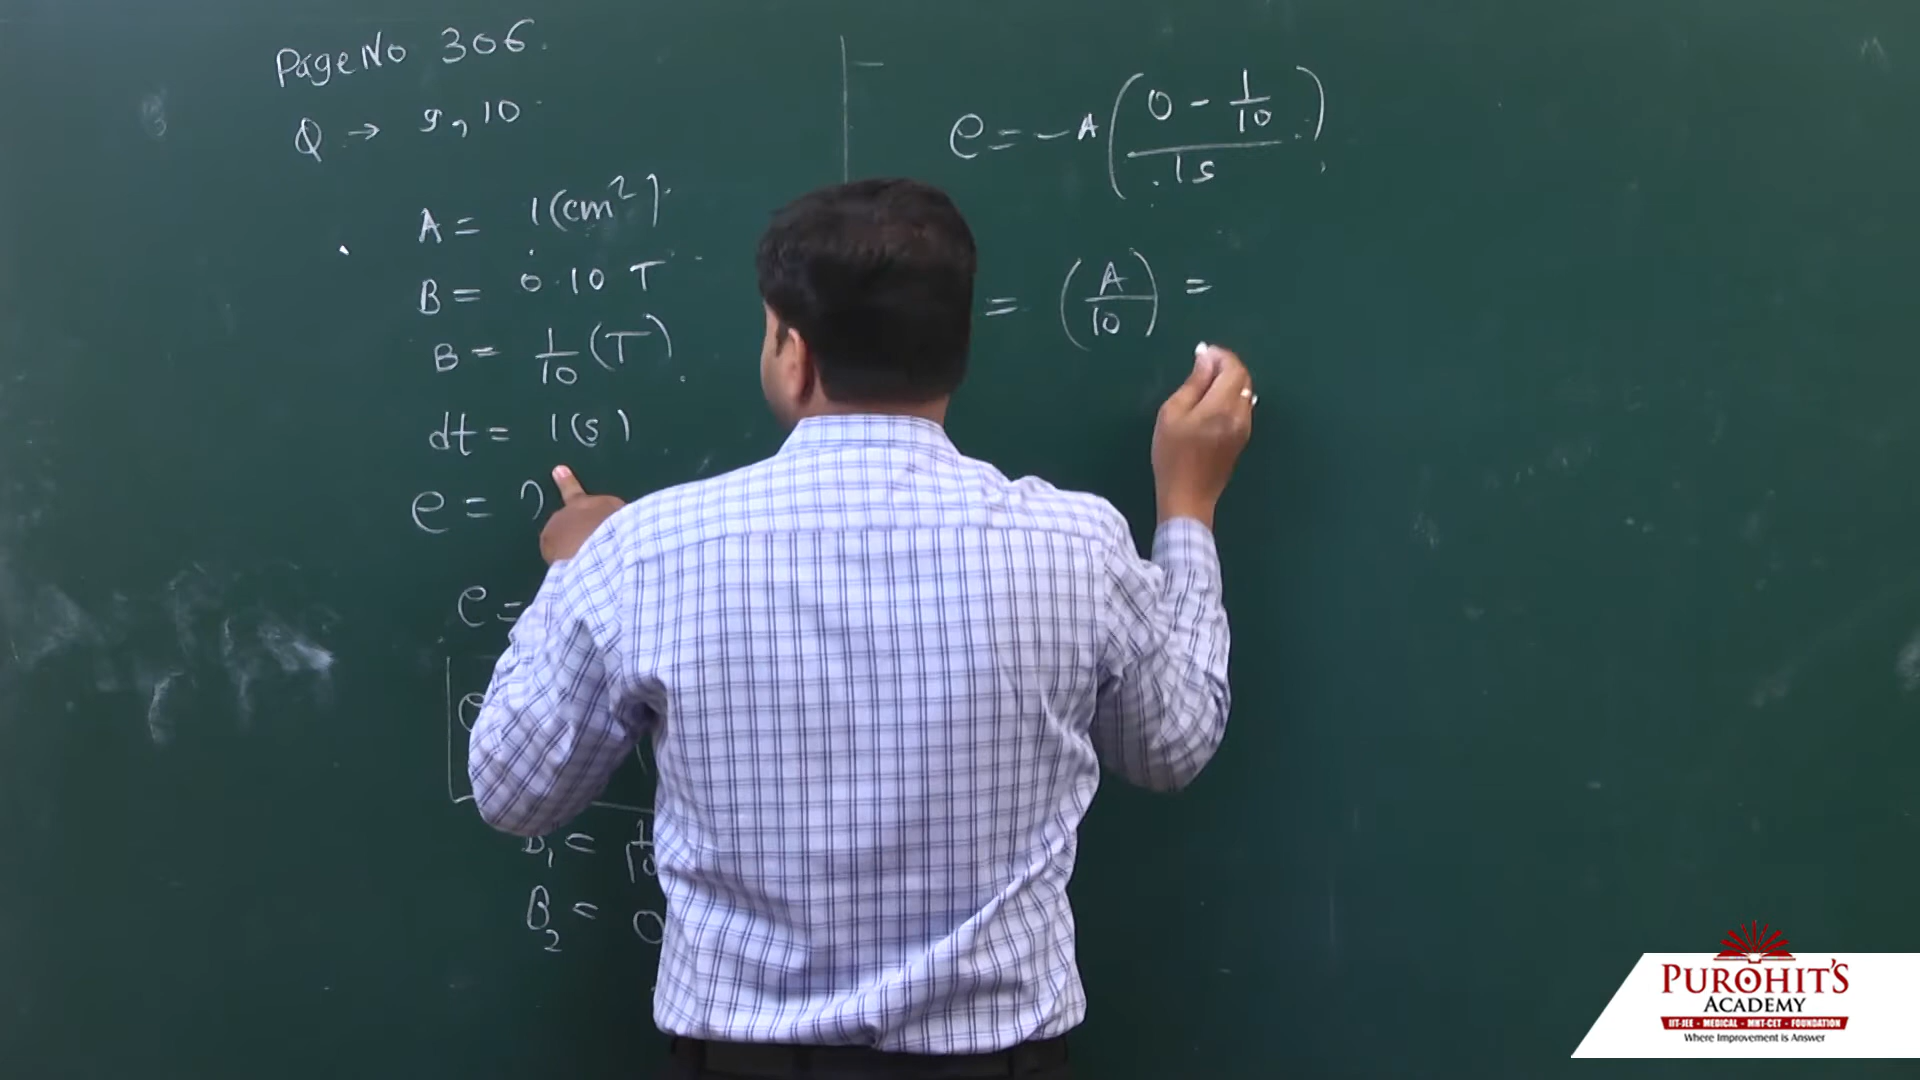 Page No 306.
Q → 9, 10
A = 1 (cm²)
B = 0.10 T
B = 1/10 (T)
dt = 1 (s)
e = ?
e =
B₁ = 1/10
B₂ = 0
e = -A ( (0 - 1/10) / 1s )
= ( A/10 ) =
PUROHIT'S
ACADEMY
IIT-JEE - MEDICAL - MHT-CET - FOUNDATION
Where Improvement is Answer